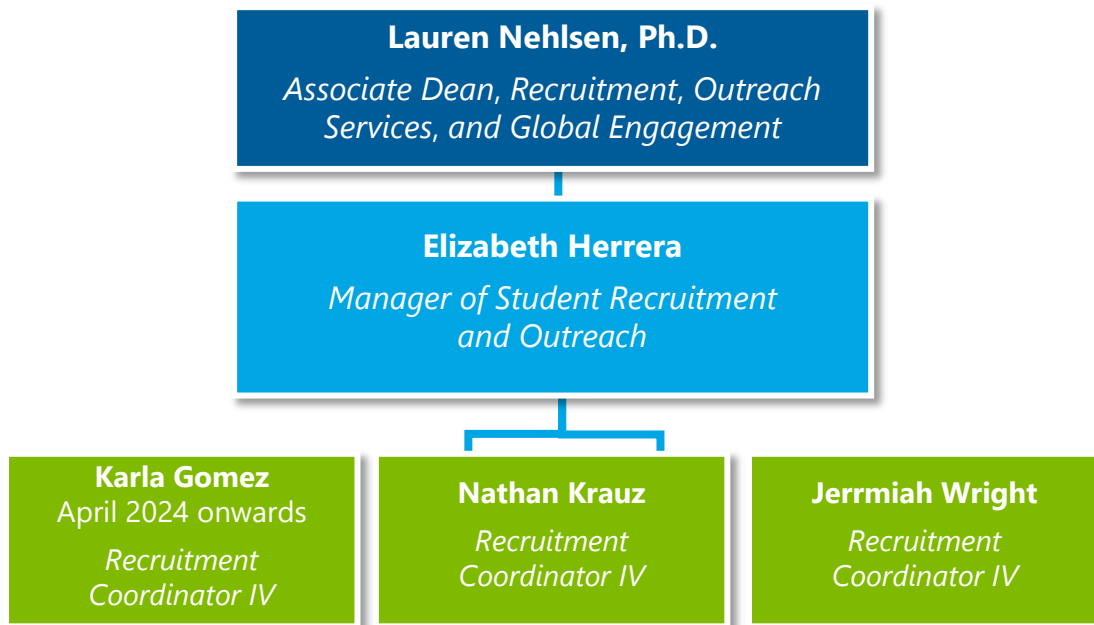 Lauren Nehlsen, Ph.D.
Associate Dean, Recruitment, Outreach
Services, and Global Engagement
Elizabeth Herrera
Manager of Student Recruitment
and Outreach
Karla Gomez
April 2024 onwards
Recruitment
Coordinator IV
Nathan Krauz
Recruitment
Coordinator IV
Jerrmiah Wright
Recruitment
Coordinator IV